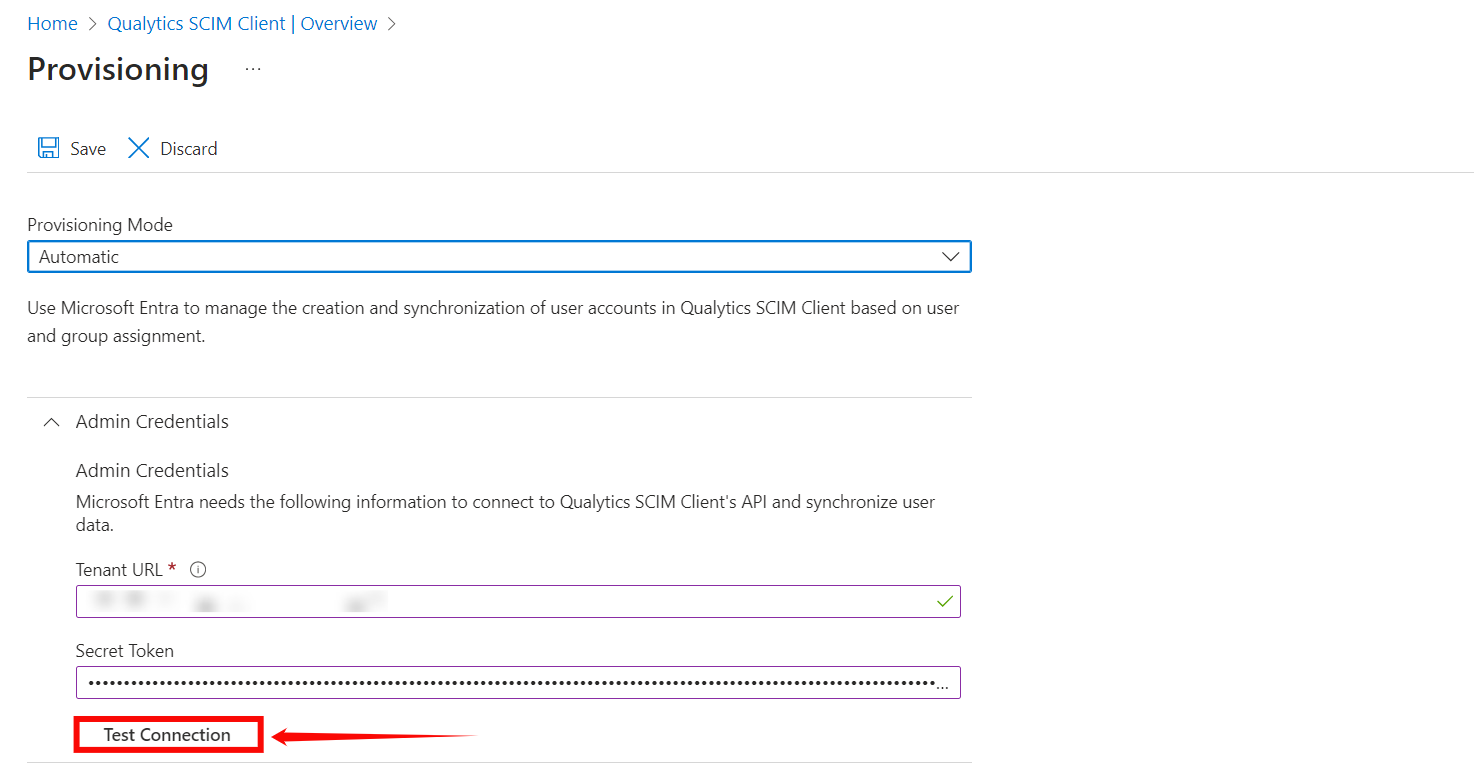 Home > Qualytics SCIM Client | Overview >
Provisioning ...
Save Discard
Provisioning Mode
Automatic
Use Microsoft Entra to manage the creation and synchronization of user accounts in Qualytics SCIM Client based on user
and group assignment.
Admin Credentials
Admin Credentials
Microsoft Entra needs the following information to connect to Qualytics SCIM Client's API and synchronize user
data.
Tenant URL *
Secret Token
Test Connection